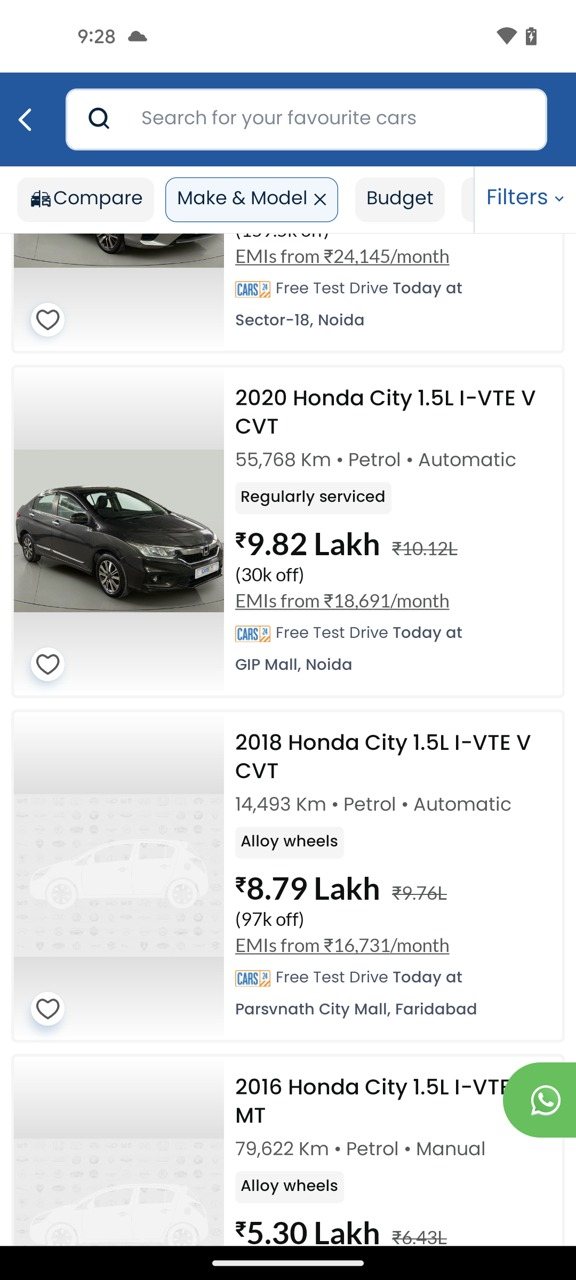 9:28
Search for your favourite cars
Compare
Make & Model ×
Budget
Filters
EMIs from ₹24,145/month
CARS24 Free Test Drive Today at
Sector-18, Noida
2020 Honda City 1.5L I-VTE V
CVT
55,768 Km • Petrol • Automatic
Regularly serviced
₹9.82 Lakh ₹10.12L
(30k off)
EMIs from ₹18,691/month
CARS24 Free Test Drive Today at
GIP Mall, Noida
2018 Honda City 1.5L I-VTE V
CVT
14,493 Km • Petrol • Automatic
Alloy wheels
₹8.79 Lakh ₹9.76L
(97k off)
EMIs from ₹16,731/month
CARS24 Free Test Drive Today at
Parsvnath City Mall, Faridabad
2016 Honda City 1.5L I-VTE
MT
79,622 Km • Petrol • Manual
Alloy wheels
₹5.30 Lakh ₹6.43L